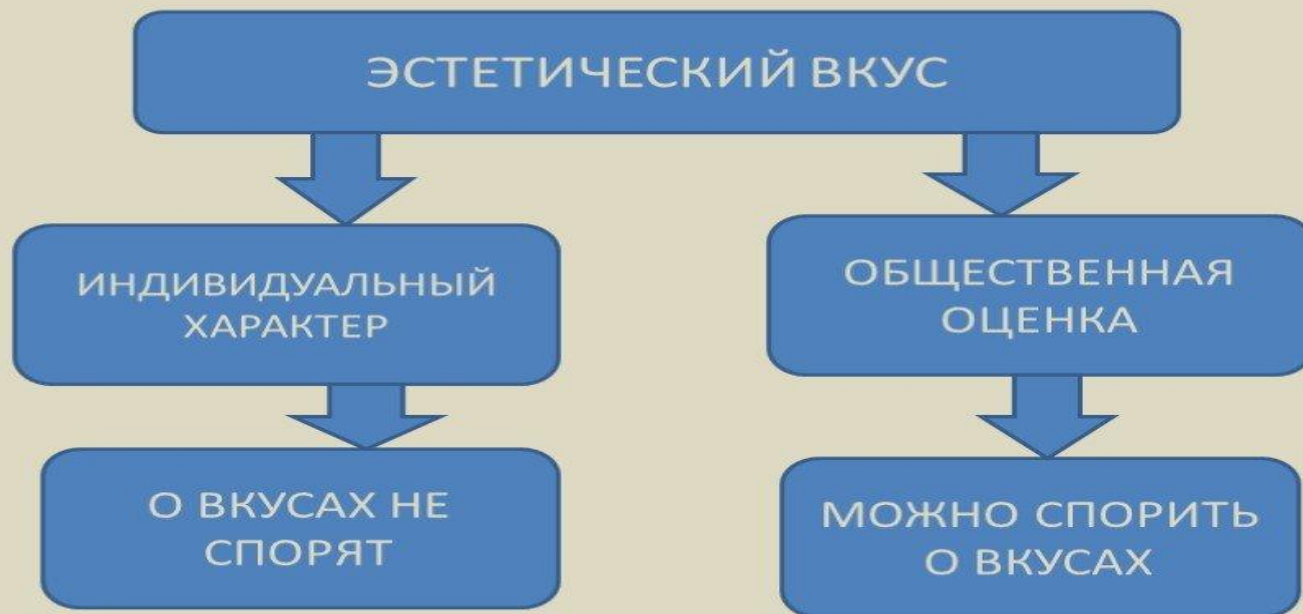 ЭСТЕТИЧЕСКИЙ ВКУС
ИНДИВИДУАЛЬНЫЙ
ХАРАКТЕР
ОБЩЕСТВЕННАЯ
ОЦЕНКА
О ВКУСАХ НЕ
СПОРЯТ
МОЖНО СПОРИТЬ
О ВКУСАХ